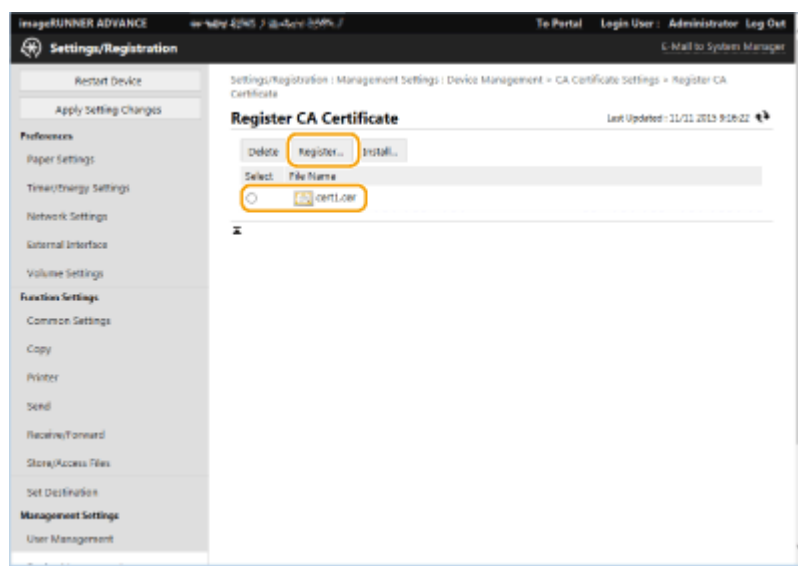 imageRUNNER ADVANCE
To Portal Login User : Administrator Log Out
Settings/Registration
E-Mail to System Manager
Restart Device
Apply Setting Changes
Preferences
Paper Settings
Timer/Energy Settings
Network Settings
External Interface
Volume Settings
Function Settings
Common Settings
Copy
Printer
Send
Receive/Forward
Store/Access Files
Set Destination
Management Settings
User Management
Settings/Registration : Management Settings : Device Management > CA Certificate Settings > Register CA
Certificate
Register CA Certificate
Last Updated : 11/11 2015 9:16:22
Delete Register... Install...
Select File Name
cert1.cer